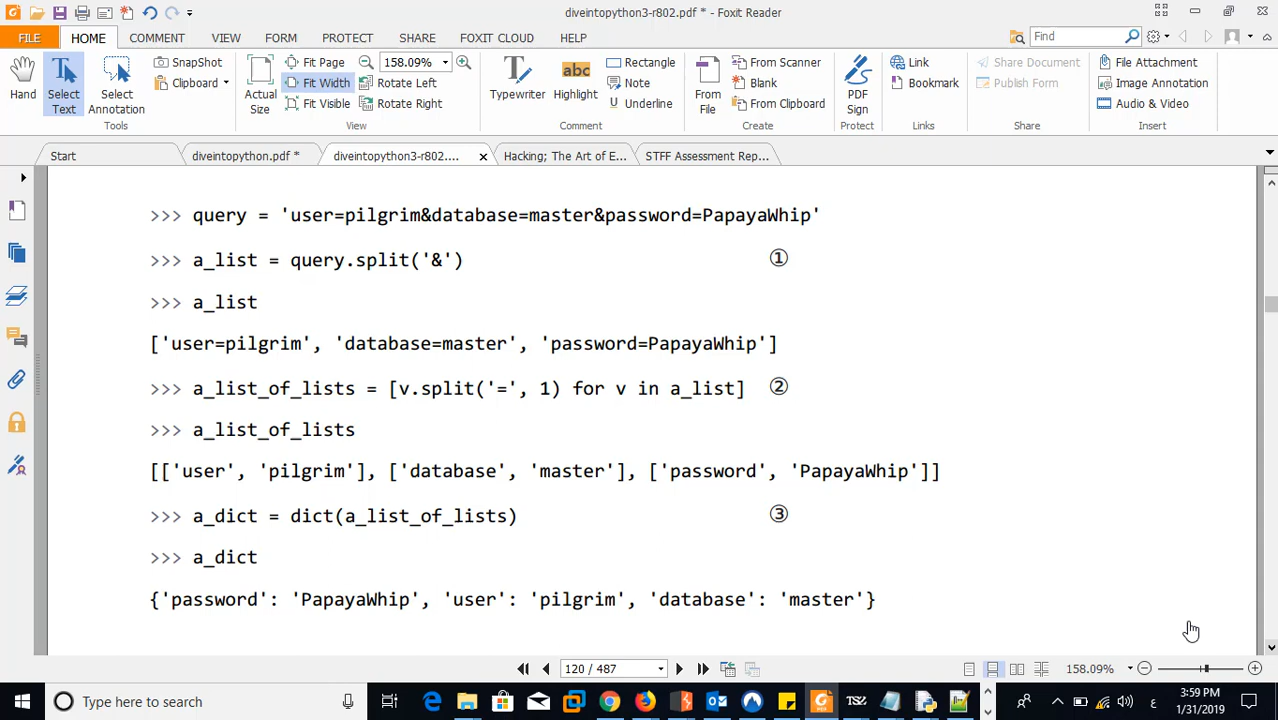 diveintopython3-r802.pdf * - Foxit Reader
FILE HOME COMMENT VIEW FORM PROTECT SHARE FOXIT CLOUD HELP Find
Hand
Select Text
Select Annotation
SnapShot
Clipboard
Tools
Actual Size
Fit Page
Fit Width
Fit Visible
158.09%
Rotate Left
Rotate Right
View
Typewriter
abc
Highlight
Rectangle
Note
Underline
Comment
From File
From Scanner
Blank
From Clipboard
Create
PDF Sign
Protect
Link
Bookmark
Links
Share Document
Publish Form
Share
File Attachment
Image Annotation
Audio & Video
Insert
Start diveintopython.pdf * diveintopython3-r802.... Hacking; The Art of E... STFF Assessment Rep...
>>> query = 'user=pilgrim&database=master&password=PapayaWhip'
>>> a_list = query.split('&') ①
>>> a_list
['user=pilgrim', 'database=master', 'password=PapayaWhip']
>>> a_list_of_lists = [v.split('=', 1) for v in a_list] ②
>>> a_list_of_lists
[['user', 'pilgrim'], ['database', 'master'], ['password', 'PapayaWhip']]
>>> a_dict = dict(a_list_of_lists) ③
>>> a_dict
{'password': 'PapayaWhip', 'user': 'pilgrim', 'database': 'master'}
120 / 487 158.09%
Type here to search
TSZ
ع
3:59 PM
1/31/2019